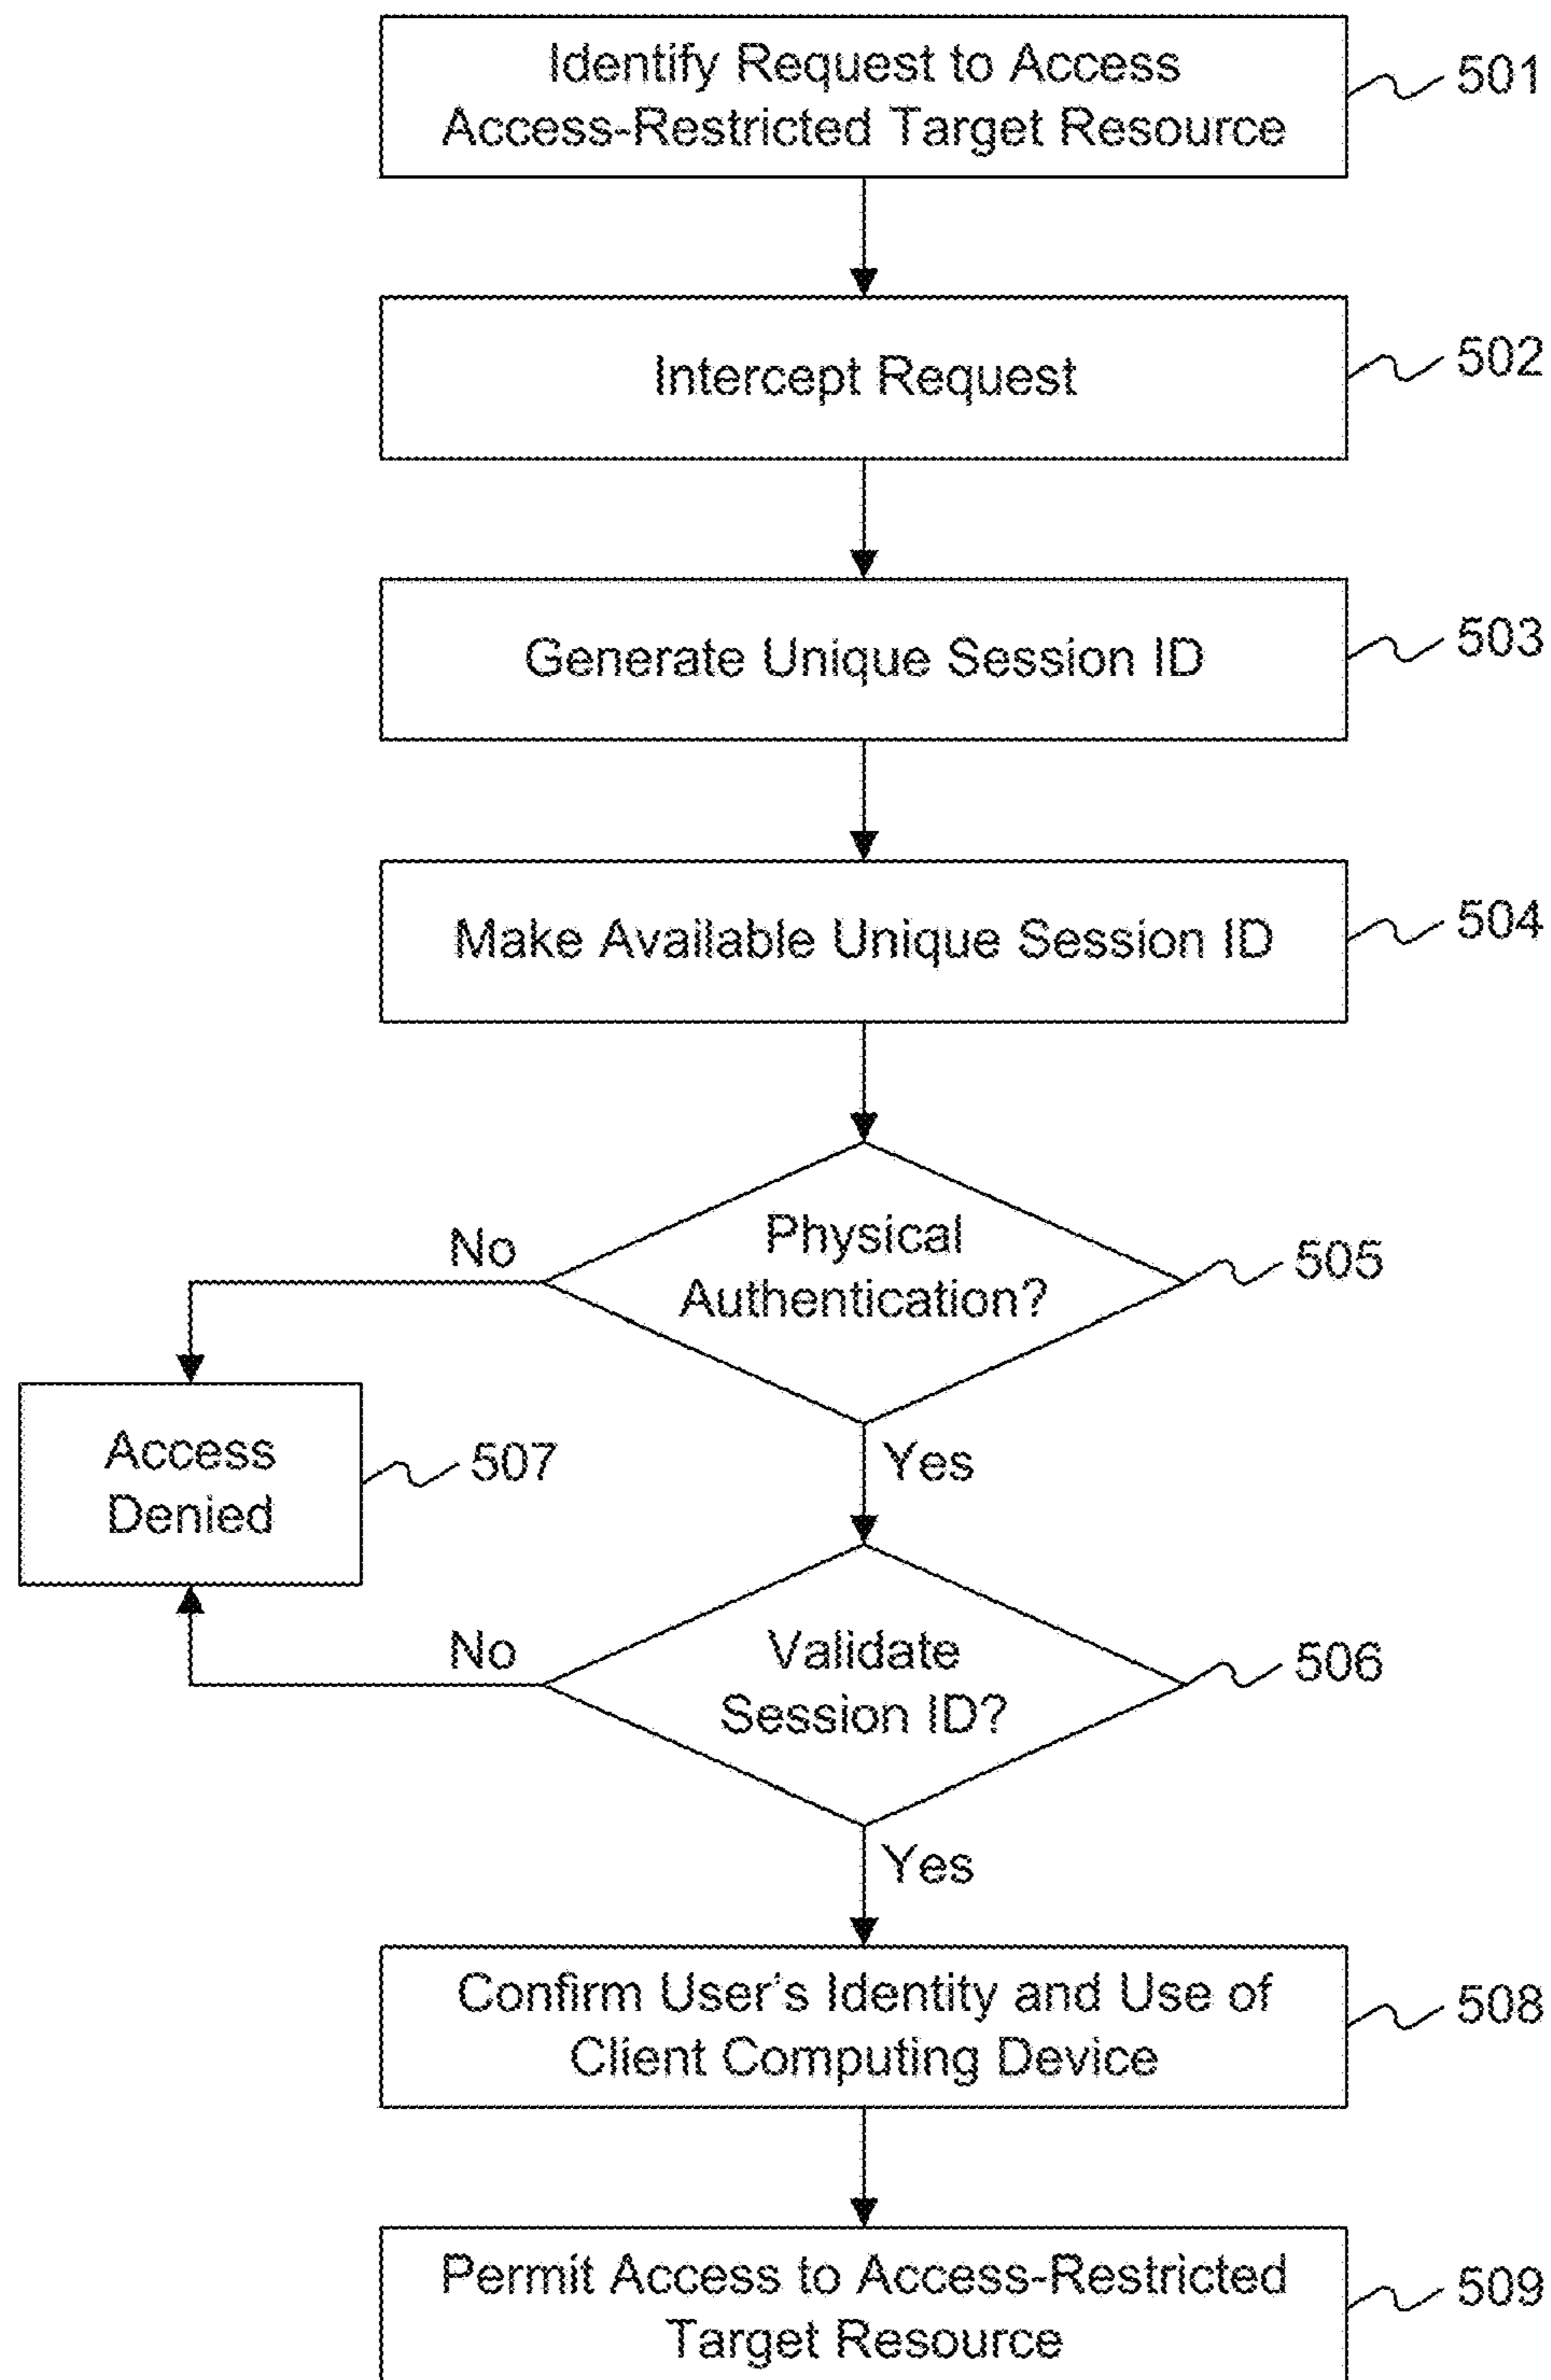 Identify Request to Access
Access-Restricted Target Resource
501
Intercept Request
502
Generate Unique Session ID
503
Make Available Unique Session ID
504
Physical
Authentication?
505
No
Yes
Access
Denied
507
Validate
Session ID?
506
No
Yes
Confirm User's Identity and Use of
Client Computing Device
508
Permit Access to Access-Restricted
Target Resource
509